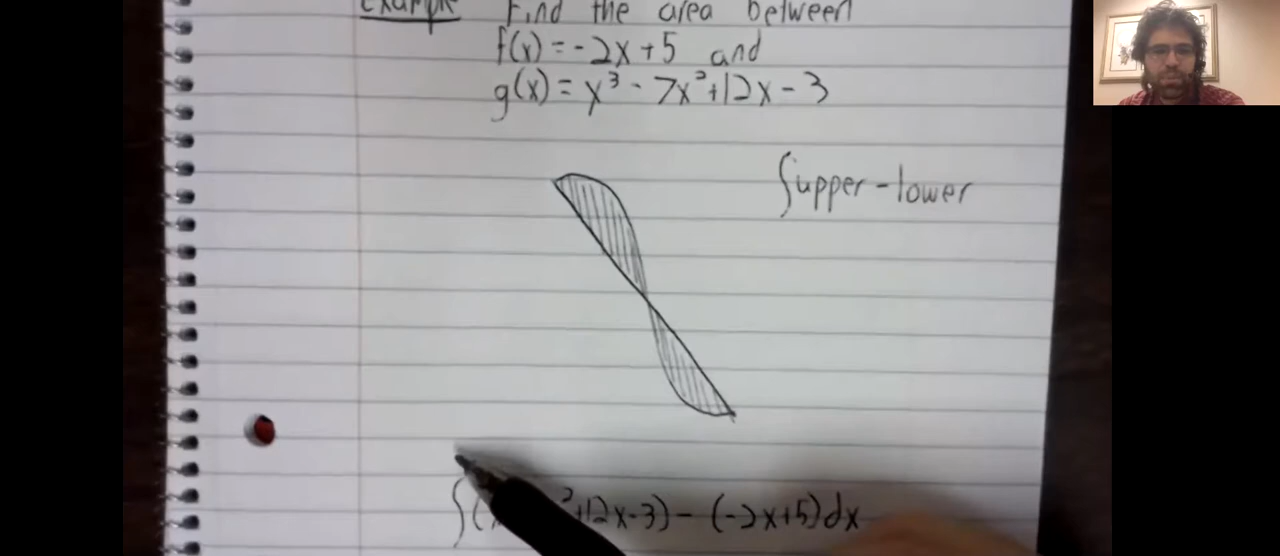 Example Find the area between
f(x) = -2x+5 and
g(x) = x³ - 7x²+12x - 3
∫upper-lower
∫( ²+12x-3) - (-2x+5)dx